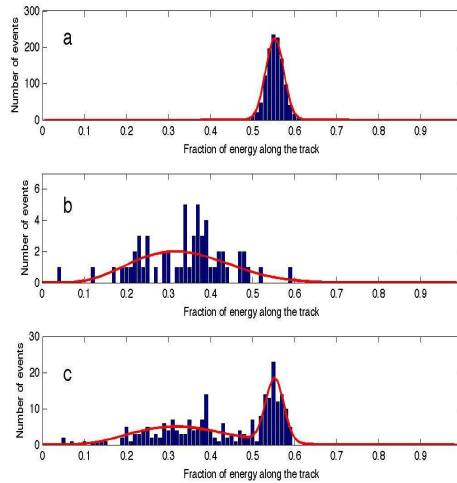 300
200
100
0
a
Number of events
0 0.1 0.2 0.3 0.4 0.5 0.6 0.7 0.8 0.9
Fraction of energy along the track
6
4
2
0
b
Number of events
0 0.1 0.2 0.3 0.4 0.5 0.6 0.7 0.8 0.9
Fraction of energy along the track
30
20
10
0
c
Number of events
0 0.1 0.2 0.3 0.4 0.5 0.6 0.7 0.8 0.9
Fraction of energy along the track